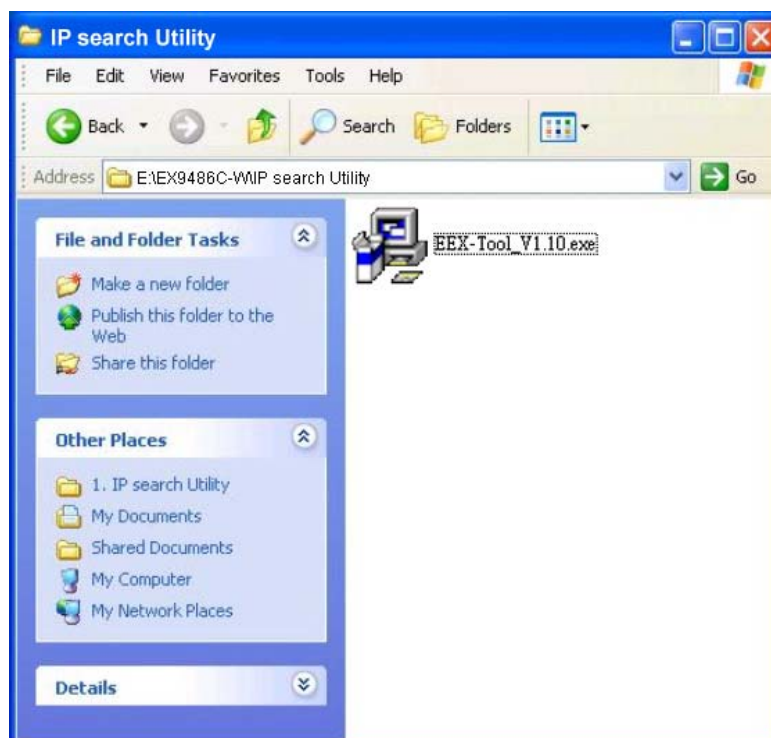 IP search Utility
File Edit View Favorites Tools Help
Back Search Folders
Address E:\EX9486C-W\IP search Utility Go
File and Folder Tasks
Make a new folder
Publish this folder to the
Web
Share this folder
Other Places
1. IP search Utility
My Documents
Shared Documents
My Computer
My Network Places
Details
EEX-Tool_V1.10.exe